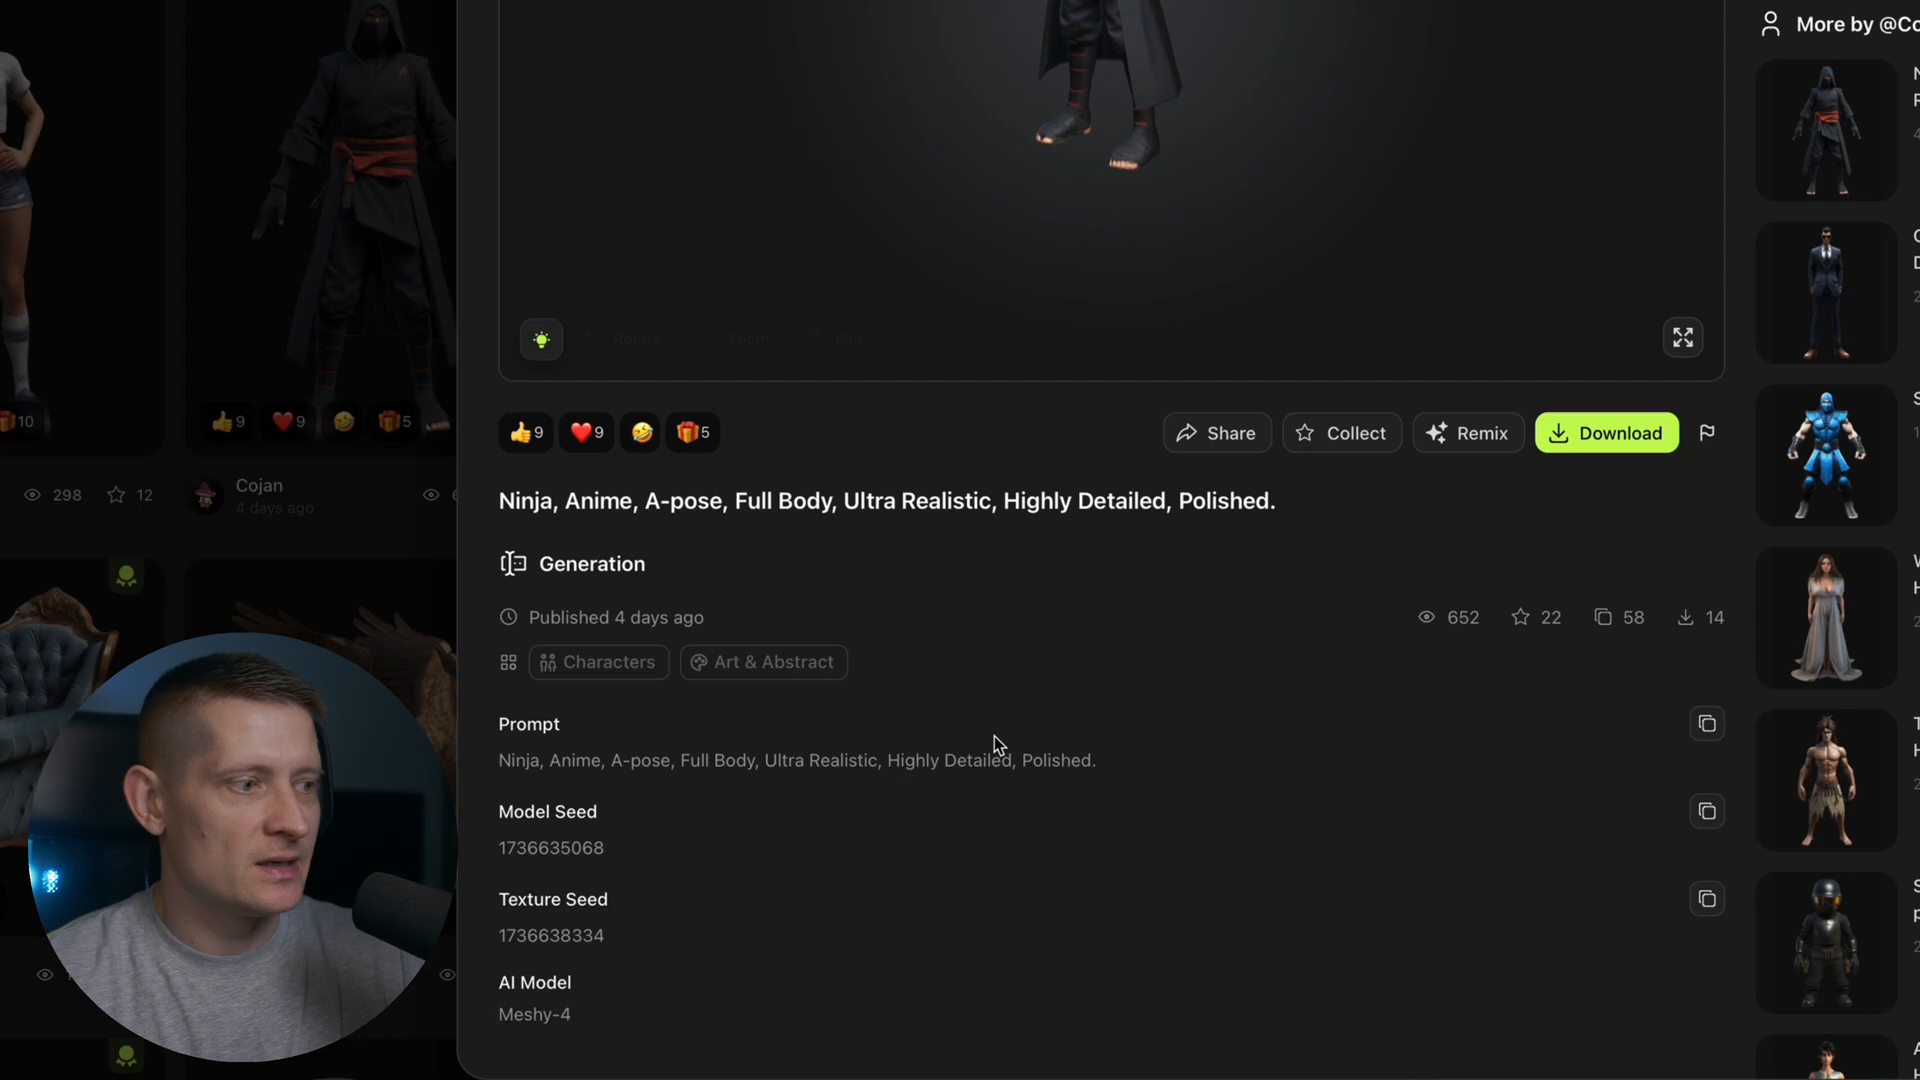 More by @Co
Rotate
Zoom
Pan
10
9
9
5
298
12
Cojan
4 days ago
9
9
5
Share
Collect
Remix
Download
Ninja, Anime, A-pose, Full Body, Ultra Realistic, Highly Detailed, Polished.
Generation
Published 4 days ago
652
22
58
14
Characters
Art & Abstract
Prompt
Ninja, Anime, A-pose, Full Body, Ultra Realistic, Highly Detailed, Polished.
Model Seed
1736635068
Texture Seed
1736638334
AI Model
Meshy-4